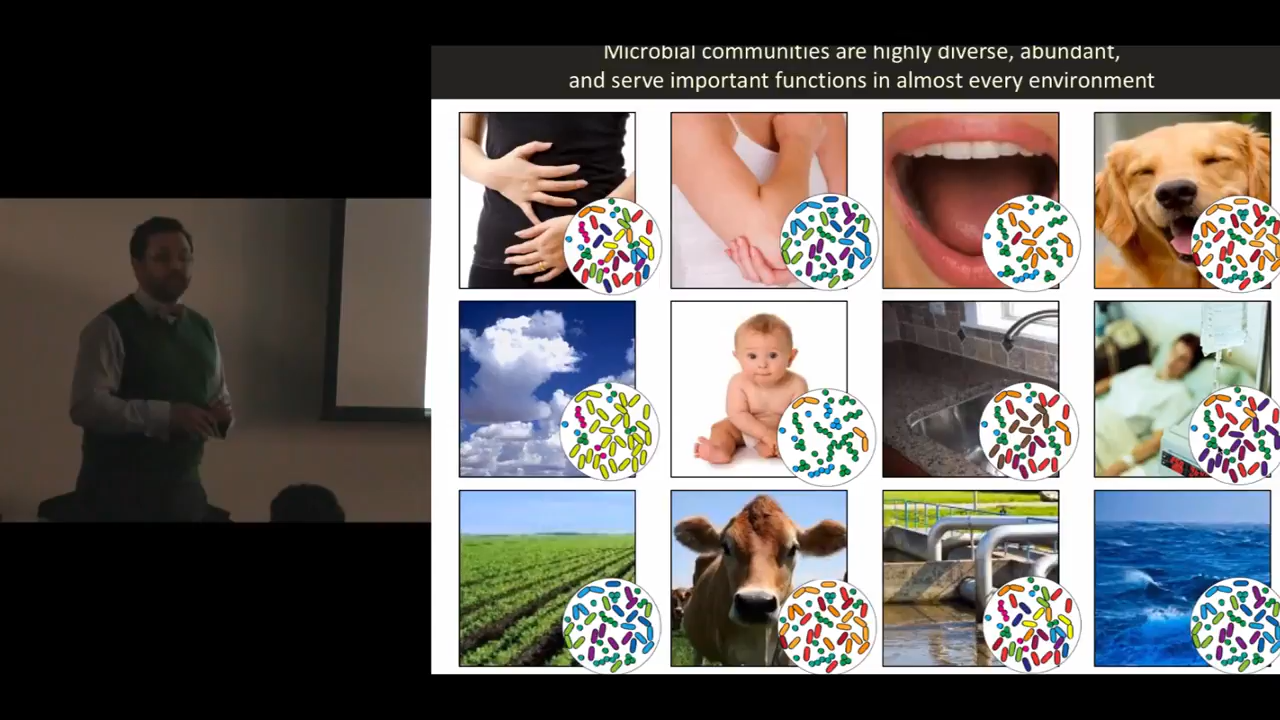 Microbial communities are highly diverse, abundant,
and serve important functions in almost every environment